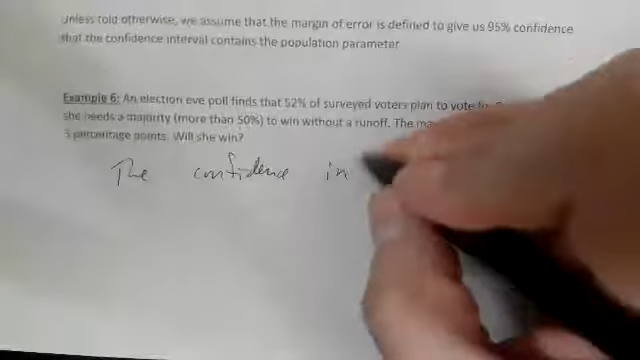 Unless told otherwise, we assume that the margin of error is defined to give us 95% confidence
that the confidence interval contains the population parameter
Example 6: An election eve poll finds that 52% of surveyed voters plan to vote
she needs a majority (more than 50%) to win without a runoff. The
3 percentage points. Will she win?
The confidence in